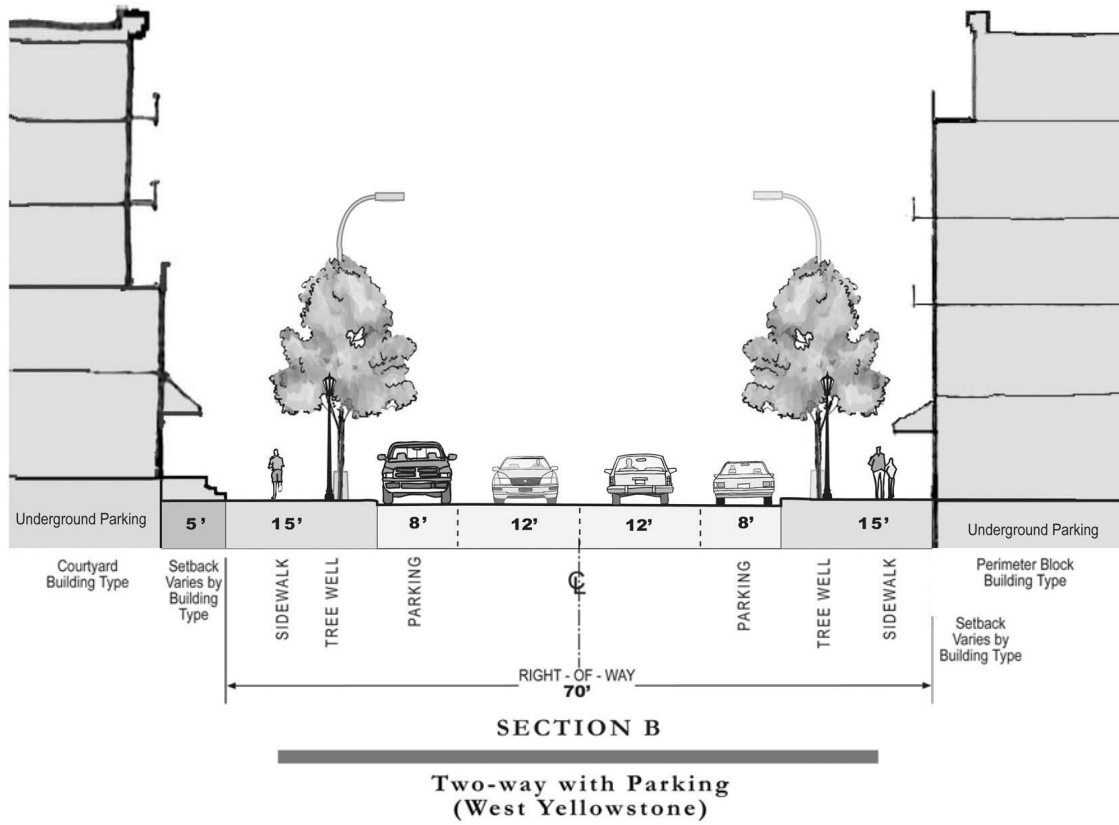 Underground Parking
5'
15'
8'
12'
12'
8'
15'
Underground Parking
Courtyard
Building Type
Setback
Varies by
Building
Type
SIDEWALK
TREE WELL
PARKING
CL
PARKING
TREE WELL
SIDEWALK
Perimeter Block
Building Type
Setback
Varies by
Building Type
RIGHT - OF - WAY
70'
SECTION B
Two-way with Parking
(West Yellowstone)